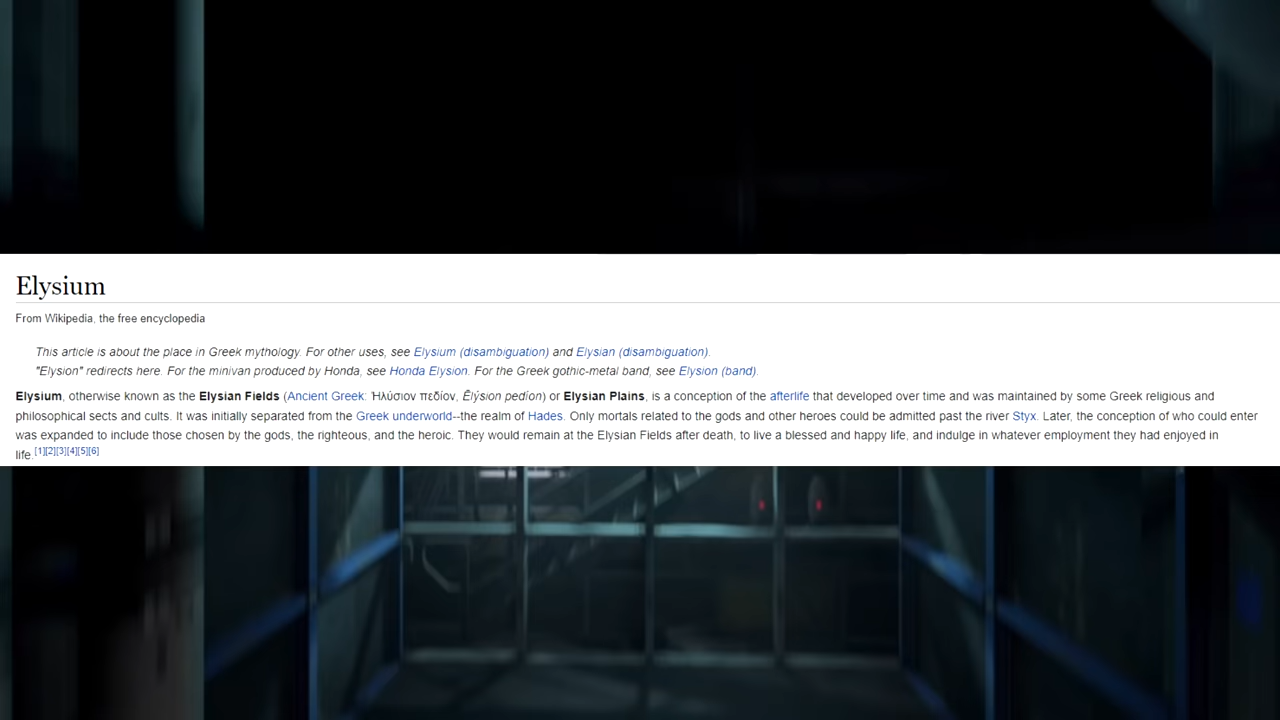 Elysium
From Wikipedia, the free encyclopedia
This article is about the place in Greek mythology. For other uses, see Elysium (disambiguation) and Elysian (disambiguation).
"Elysion" redirects here. For the minivan produced by Honda, see Honda Elysion. For the Greek gothic-metal band, see Elysion (band).
Elysium, otherwise known as the Elysian Fields (Ancient Greek: Ἠλύσιον πεδίον, Ēlýsion pedíon) or Elysian Plains, is a conception of the afterlife that developed over time and was maintained by some Greek religious and
philosophical sects and cults. It was initially separated from the Greek underworld--the realm of Hades. Only mortals related to the gods and other heroes could be admitted past the river Styx. Later, the conception of who could enter
was expanded to include those chosen by the gods, the righteous, and the heroic. They would remain at the Elysian Fields after death, to live a blessed and happy life, and indulge in whatever employment they had enjoyed in
life.[1][2][3][4][5][6]